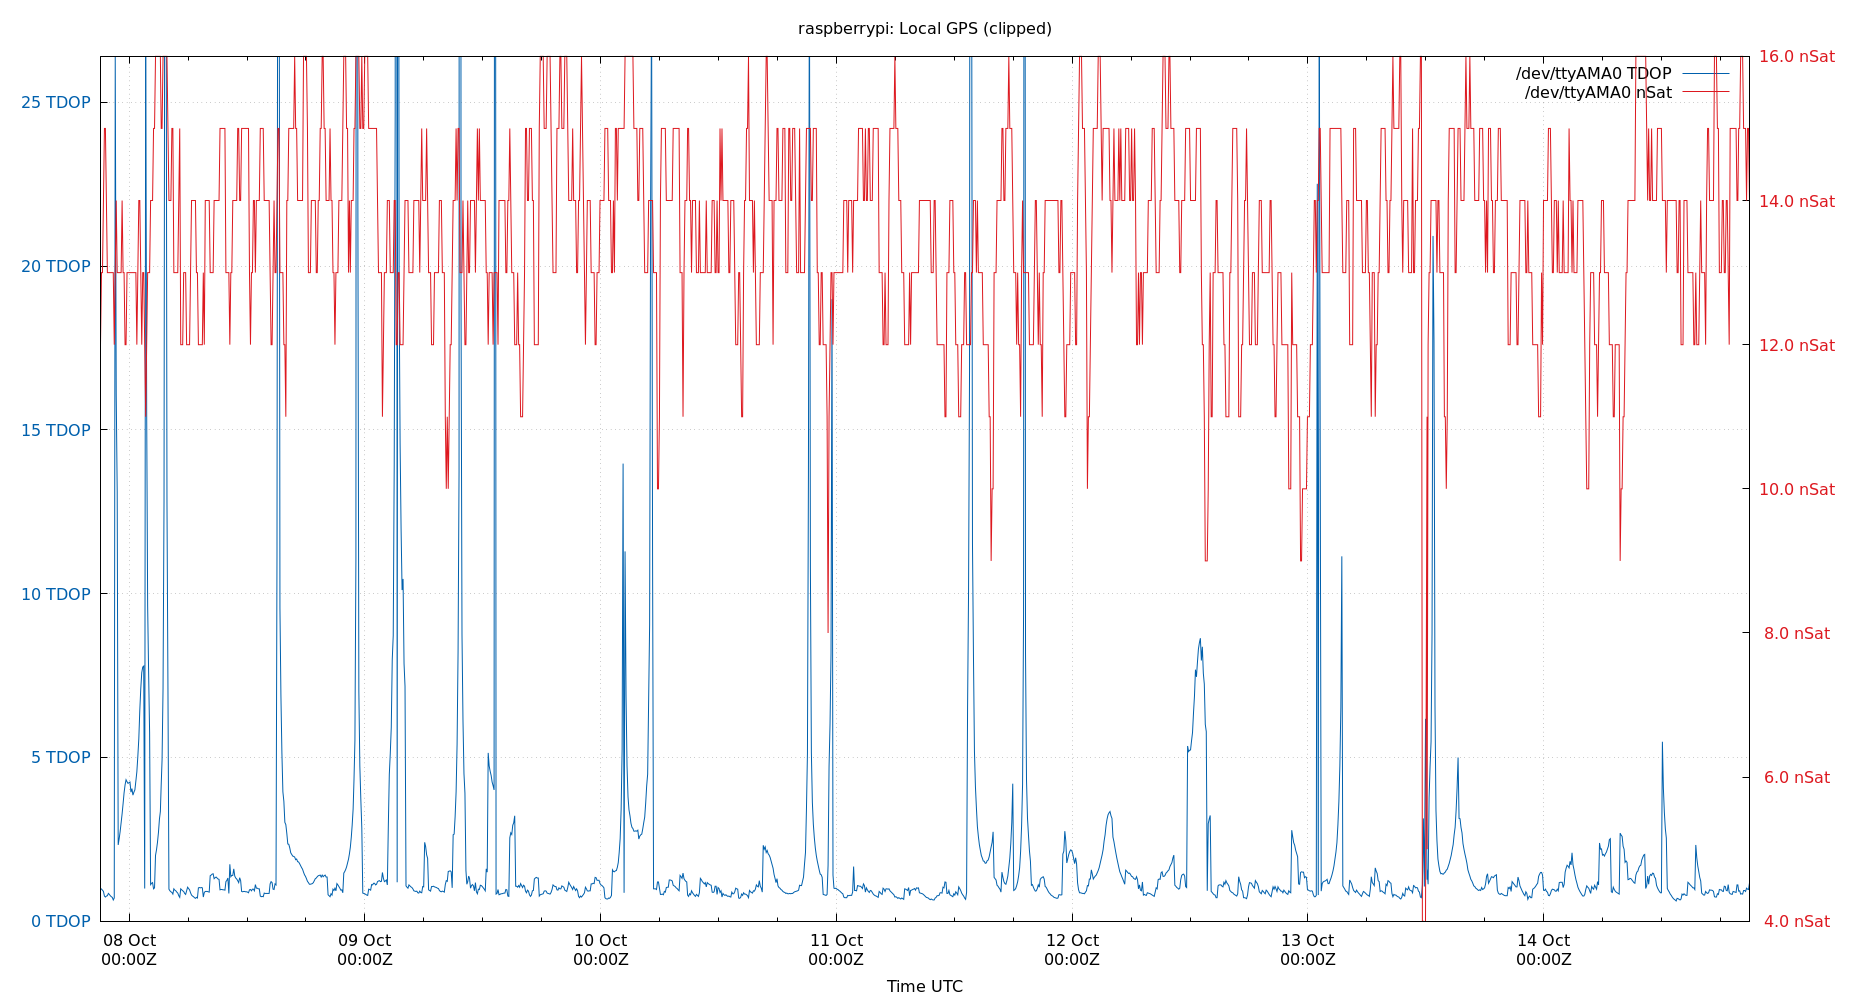 raspberrypi: Local GPS (clipped)
/dev/ttyAMA0 TDOP
/dev/ttyAMA0 nSat
25 TDOP
20 TDOP
15 TDOP
10 TDOP
5 TDOP
0 TDOP
16.0 nSat
14.0 nSat
12.0 nSat
10.0 nSat
8.0 nSat
6.0 nSat
4.0 nSat
08 Oct
00:00Z
09 Oct
00:00Z
10 Oct
00:00Z
11 Oct
00:00Z
12 Oct
00:00Z
13 Oct
00:00Z
14 Oct
00:00Z
Time UTC